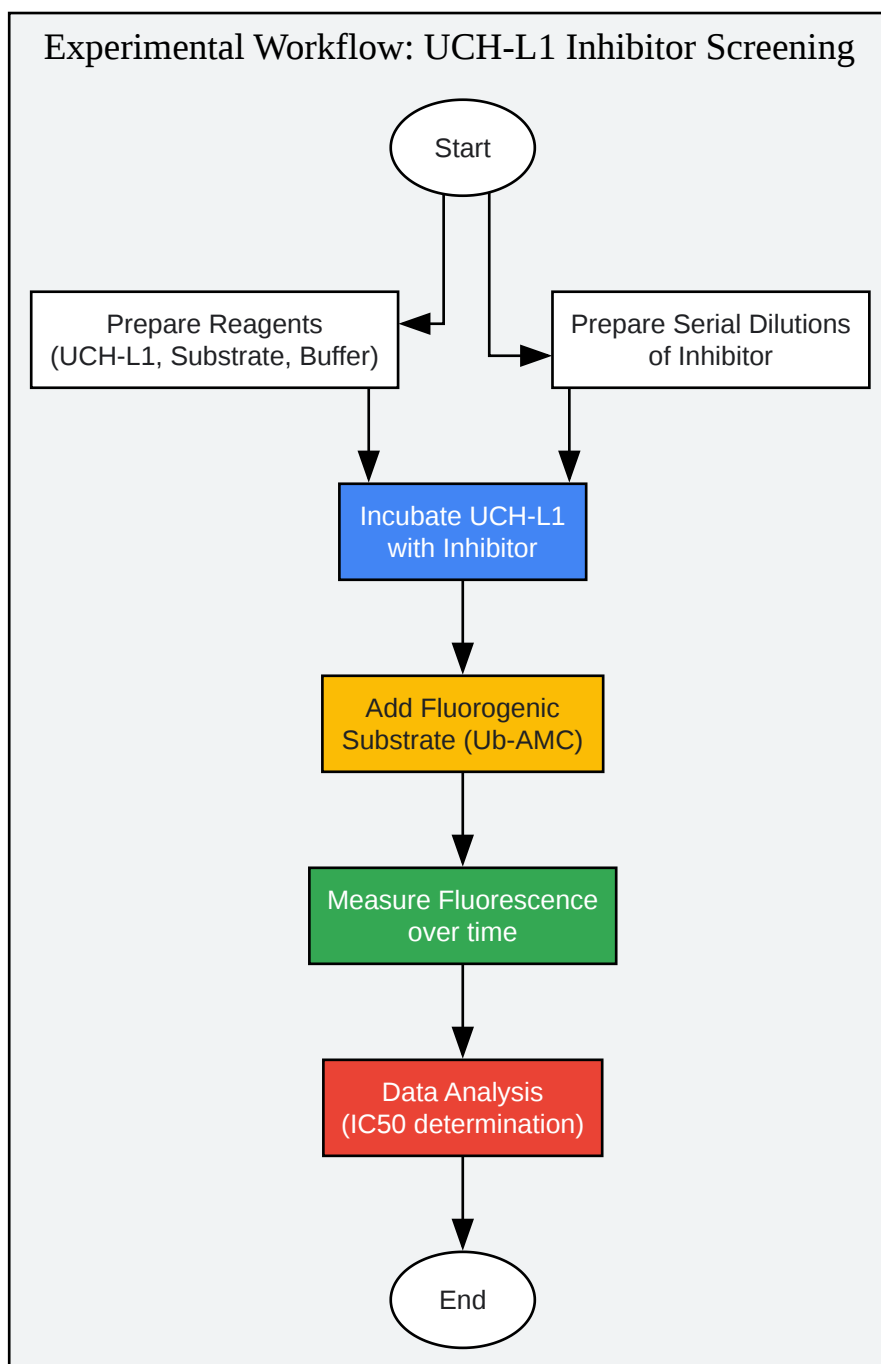 Experimental Workflow: UCH-L1 Inhibitor Screening
Start
Prepare Reagents
(UCH-L1, Substrate, Buffer)
Prepare Serial Dilutions
of Inhibitor
Incubate UCH-L1
with Inhibitor
Add Fluorogenic
Substrate (Ub-AMC)
Measure Fluorescence
over time
Data Analysis
(IC50 determination)
End